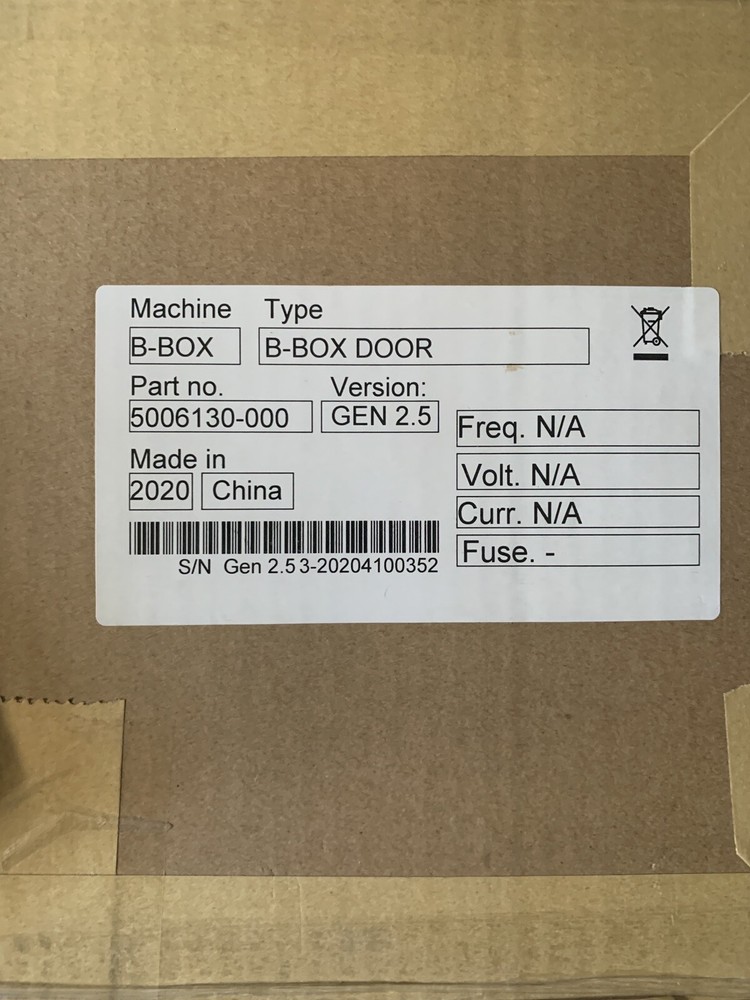 Machine Type
B-BOX B-BOX DOOR
Part no. Version:
5006130-000 GEN 2.5
Made in
2020 China
S/N Gen 2.5 3-20204100352
Freq. N/A
Volt. N/A
Curr. N/A
Fuse. -